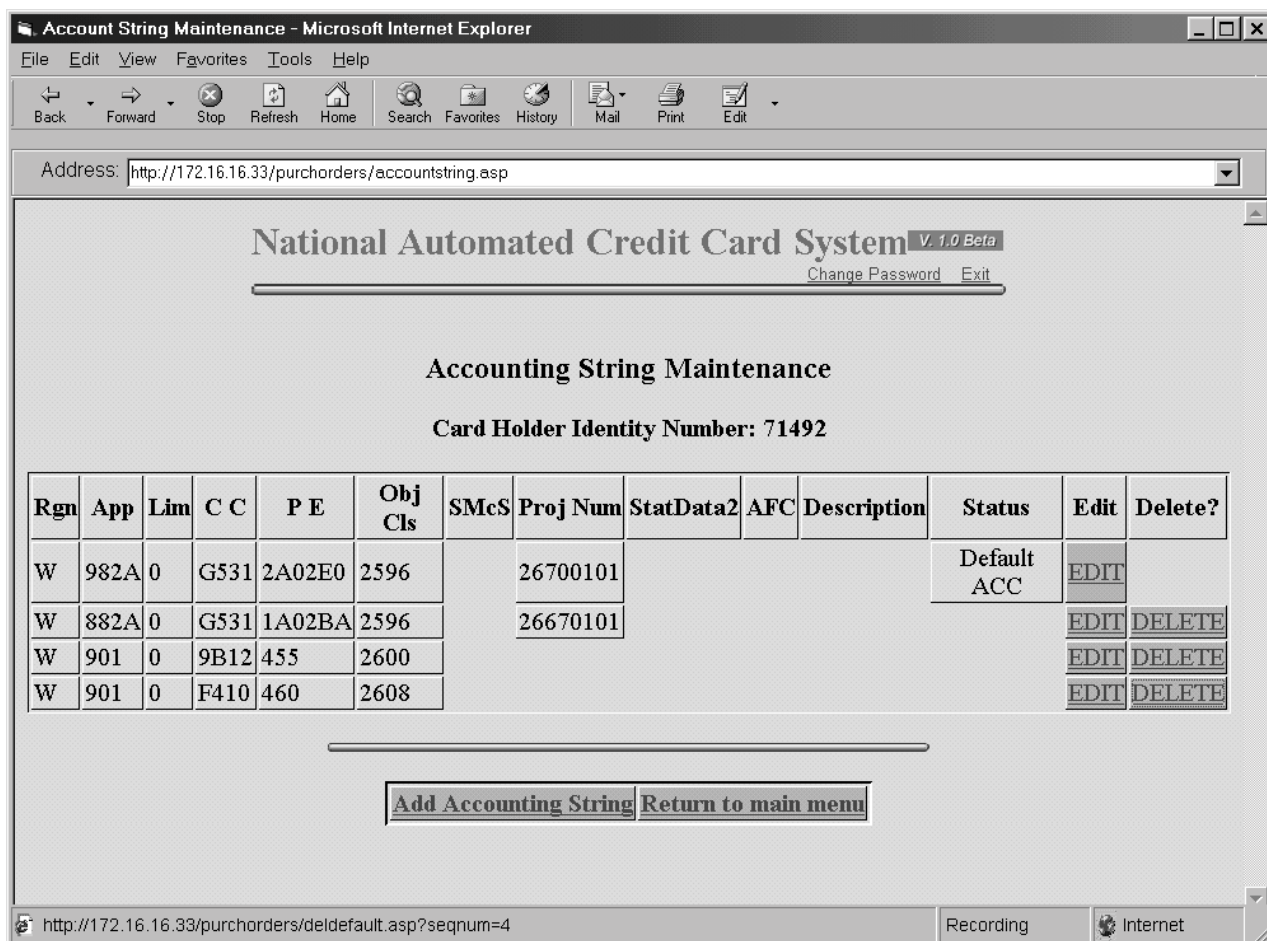 Account String Maintenance - Microsoft Internet Explorer
File Edit View Favorites Tools Help
Back Forward Stop Refresh Home Search Favorites History Mail Print Edit
Address: http://172.16.16.33/purchorders/accountstring.asp
National Automated Credit Card System V. 1.0 Beta
Change Password Exit
Accounting String Maintenance
Card Holder Identity Number: 71492
Rgn App Lim C C P E Obj Cls SMcS Proj Num StatData2 AFC Description Status Edit Delete?
W 982A 0 G531 2A02E0 2596 26700101 Default ACC EDIT
W 882A 0 G531 1A02BA 2596 26670101 EDIT DELETE
W 901 0 9B12 455 2600 EDIT DELETE
W 901 0 F410 460 2608 EDIT DELETE
Add Accounting String Return to main menu
http://172.16.16.33/purchorders/deldefault.asp?seqnum=4 Recording Internet